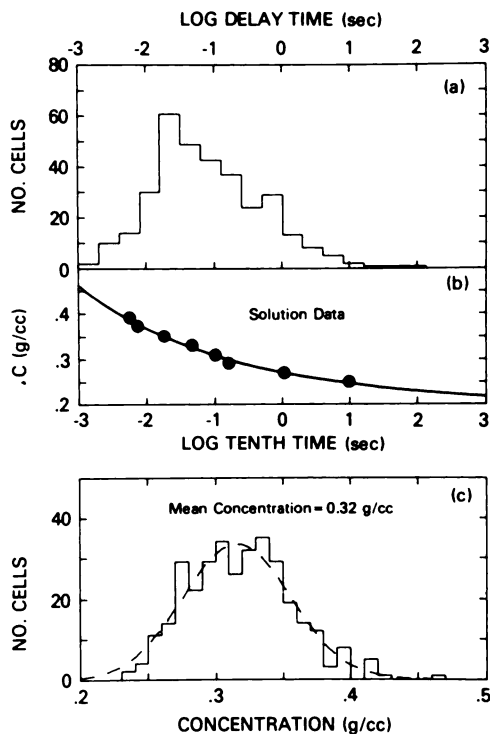 LOG DELAY TIME (sec)
-3 -2 -1 0 1 2 3
(a)
NO. CELLS
80
60
40
20
0
(b)
Solution Data
.C (g/cc)
.4
.3
.2
-3 -2 -1 0 1 2 3
LOG TENTH TIME (sec)
(c)
Mean Concentration = 0.32 g/cc
NO. CELLS
40
20
0
.2 .3 .4 .5
CONCENTRATION (g/cc)